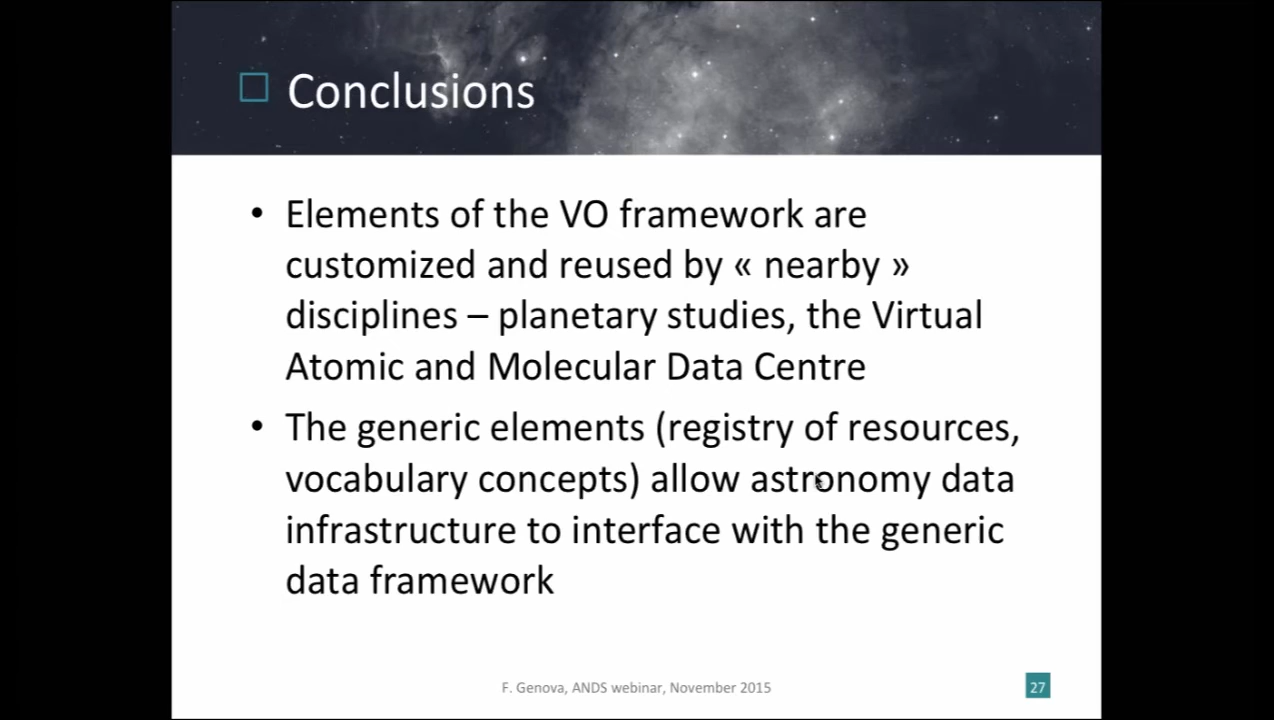 Conclusions
• Elements of the VO framework are
customized and reused by « nearby »
disciplines – planetary studies, the Virtual
Atomic and Molecular Data Centre
• The generic elements (registry of resources,
vocabulary concepts) allow astronomy data
infrastructure to interface with the generic
data framework
F. Genova, ANDS webinar, November 2015
27